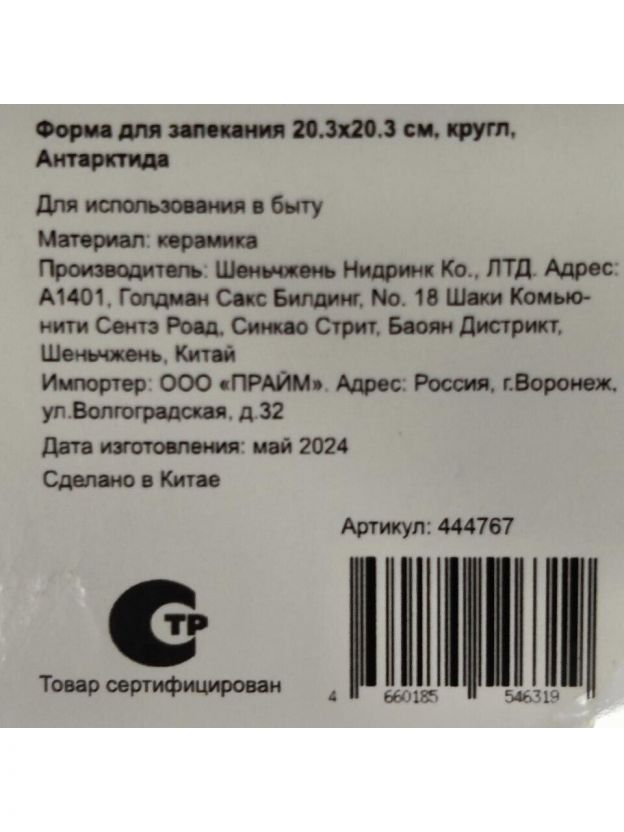 Форма для запекания 20.3x20.3 см, кругл,
Антарктида
Для использования в быту
Материал: керамика
Производитель: Шеньчжень Нидринк Ко., ЛТД. Адрес:
А1401, Голдман Сакс Билдинг, No. 18 Шаки Комью-
нити Сентэ Роад, Синкао Стрит, Баоян Дистрикт,
Шеньчжень, Китай
Импортер: ООО «ПРАЙМ». Адрес: Россия, г.Воронеж,
ул.Волгоградская, д.32
Дата изготовления: май 2024
Сделано в Китае
Артикул: 444767
СТР
Товар сертифицирован
4 660185 546319